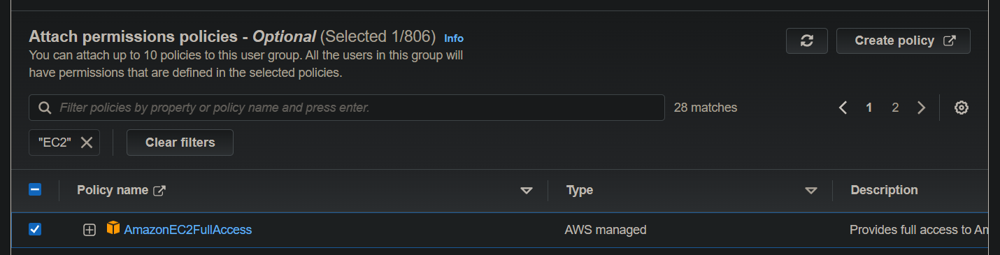 Attach permissions policies - Optional (Selected 1/806) Info
You can attach up to 10 policies to this user group. All the users in this group will
have permissions that are defined in the selected policies.
Create policy
Filter policies by property or policy name and press enter.
28 matches
1 2
"EC2"
Clear filters
Policy name Type Description
AmazonEC2FullAccess AWS managed Provides full access to Am